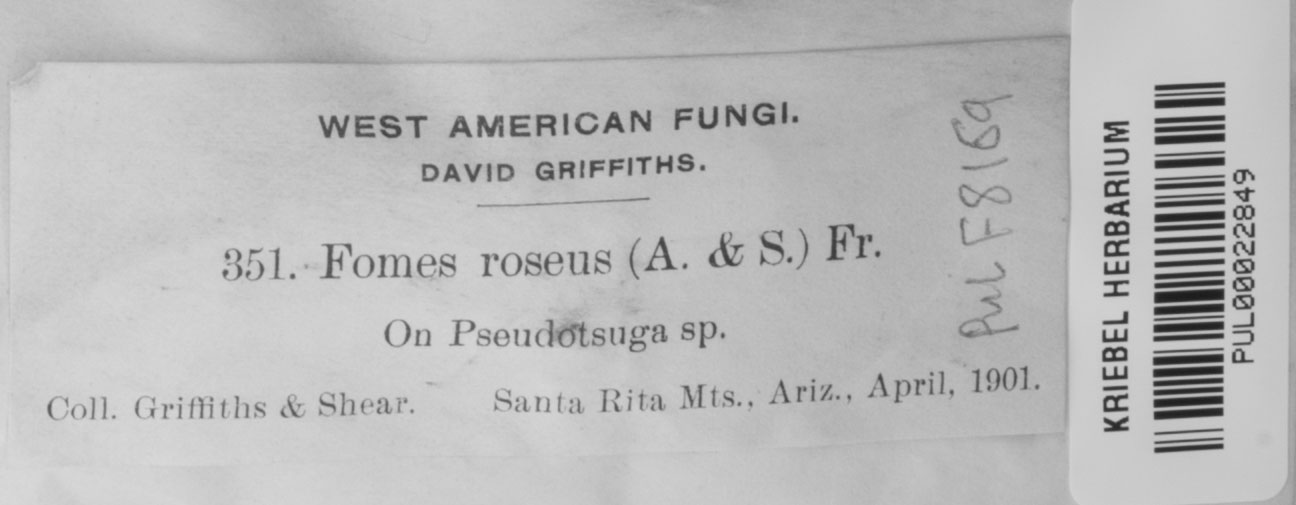 WEST AMERICAN FUNGI.
DAVID GRIFFITHS.
351. Fomes roseus (A. & S.) Fr.
On Pseudotsuga sp.
Coll. Griffiths & Shear. Santa Rita Mts., Ariz., April, 1901.
PUL F8169
KRIEBEL HERBARIUM
PUL00022849